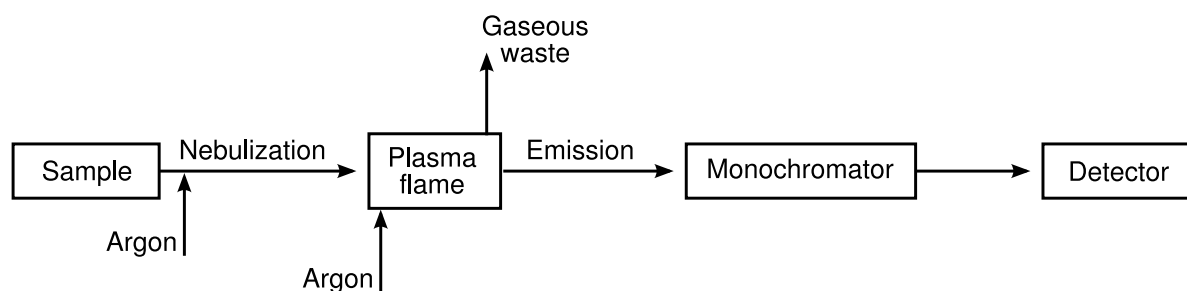 Gaseous
waste
Sample
Nebulization
Plasma
flame
Emission
Monochromator
Detector
Argon
Argon